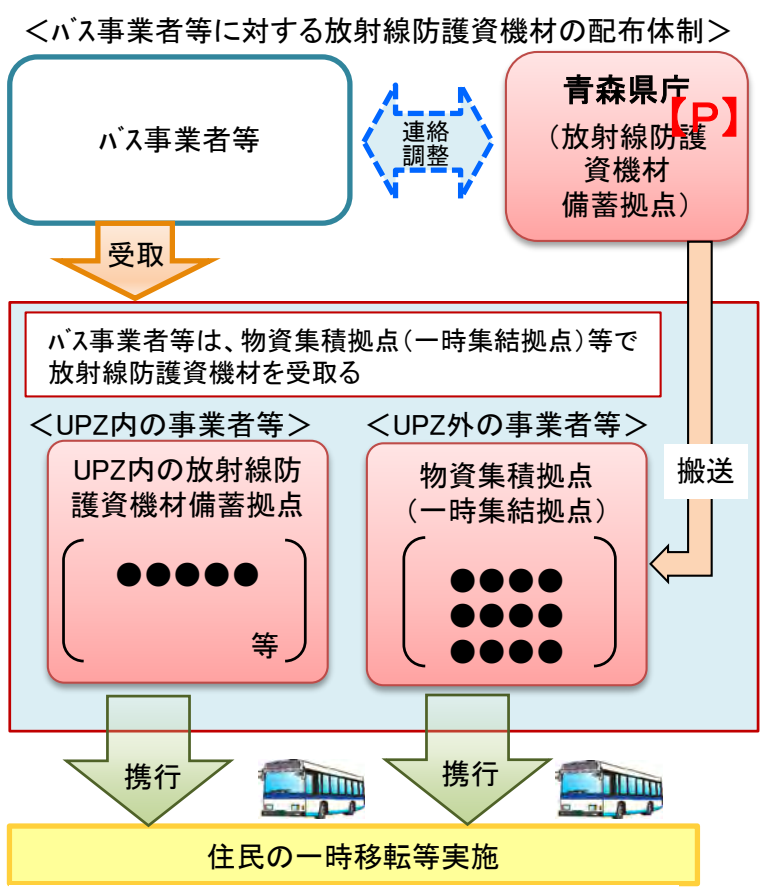 ＜バス事業者等に対する放射線防護資機材の配布体制＞
バス事業者等
連絡
調整
青森県庁
【P】
（放射線防護
資機材
備蓄拠点）
受取
バス事業者等は、物資集積拠点（一時集結拠点）等で
放射線防護資機材を受取る
＜UPZ内の事業者等＞
UPZ内の放射線防
護資機材備蓄拠点
●●●●●
等
＜UPZ外の事業者等＞
物資集積拠点
（一時集結拠点）
●●●●
●●●●
●●●●
搬送
携行
携行
住民の一時移転等実施